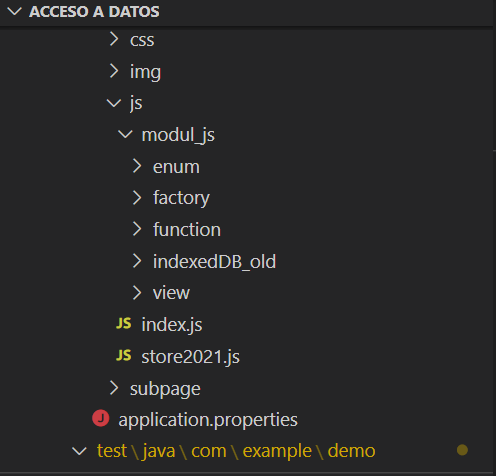 ACCESO A DATOS
css
img
js
modul_js
enum
factory
function
indexedDB_old
view
JS index.js
JS store2021.js
subpage
J application.properties
test \ java \ com \ example \ demo